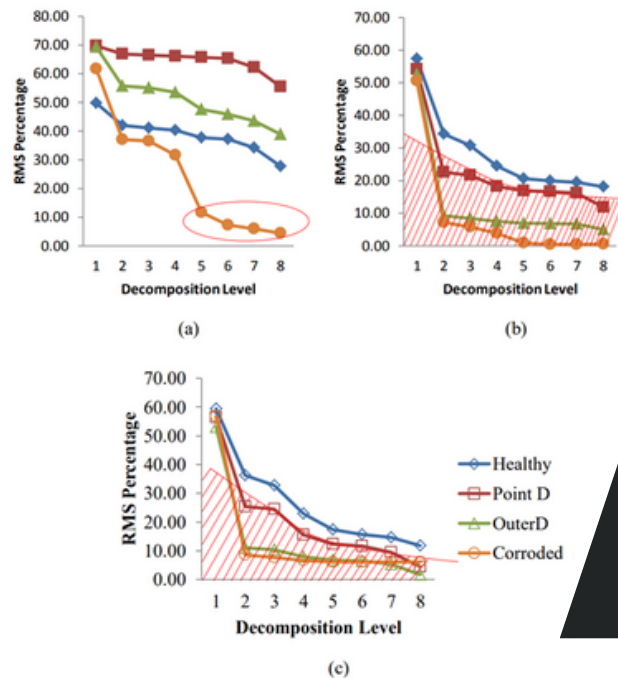 80.00
70.00
60.00
50.00
40.00
30.00
20.00
10.00
0.00
RMS Percentage
1 2 3 4 5 6 7 8
Decomposition Level
(a)
70.00
60.00
50.00
40.00
30.00
20.00
10.00
0.00
RMS Percentage
1 2 3 4 5 6 7 8
Decomposition Level
(b)
70.00
60.00
50.00
40.00
30.00
20.00
10.00
0.00
RMS Percentage
1 2 3 4 5 6 7 8
Decomposition Level
Healthy
Point D
OuterD
Corroded
(c)